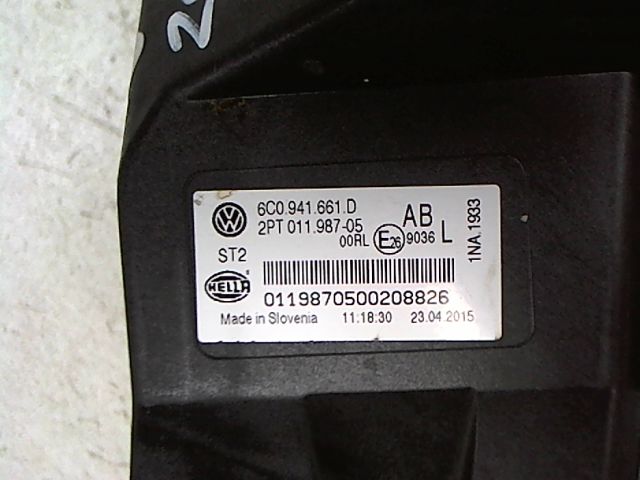 6C0.941.661.D
2PT 011.987-05
AB
00RL E26 9036 L
1NA.1933
ST2
HELLA
0119870500208826
Made in Slovenia 11:18:30 23.04.2015